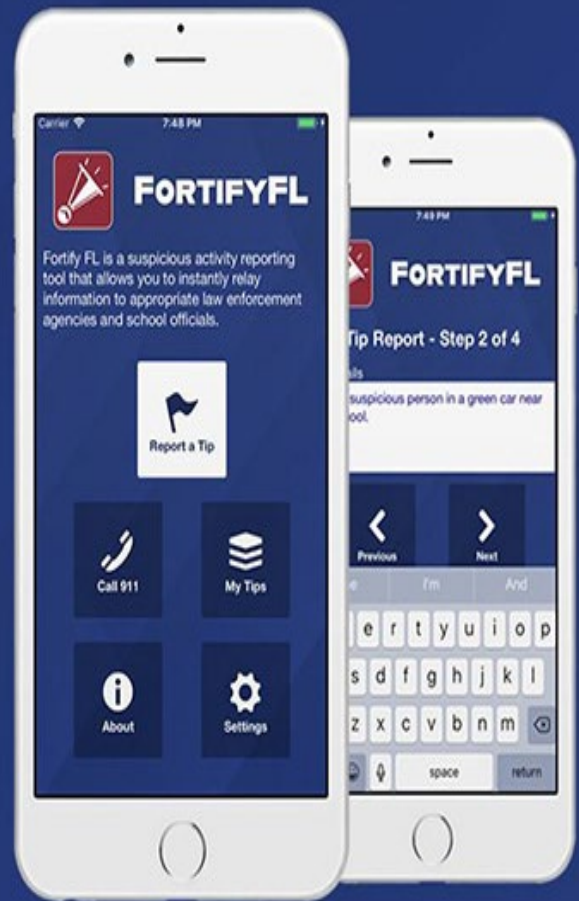 Carrier 7:48 PM
FORTIFYFL
Fortify FL is a suspicious activity reporting
tool that allows you to instantly relay
information to appropriate law enforcement
agencies and school officials.
Report a Tip
Call 911
My Tips
About
Settings
7:49 PM
FORTIFYFL
Tip Report - Step 2 of 4
suspicious person in a green car near
Previous
Next
I'm And
e r t y u i o p
s d f g h j k l
z x c v b n m
space return